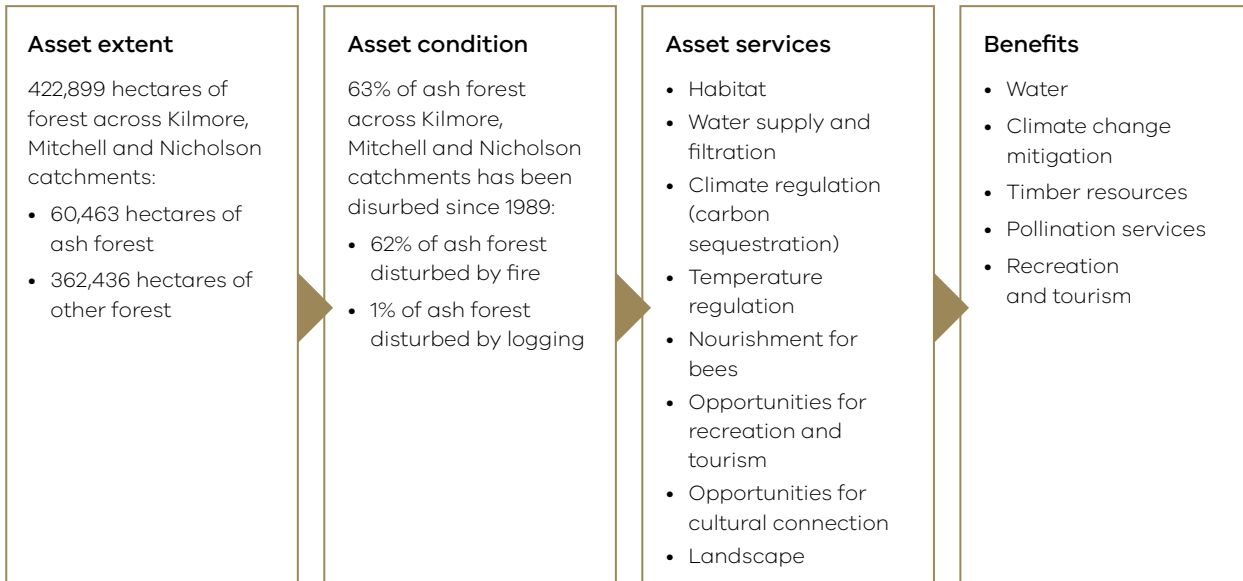 Asset extent
422,899 hectares of
forest across Kilmore,
Mitchell and Nicholson
catchments:
• 60,463 hectares of
ash forest
• 362,436 hectares of
other forest
Asset condition
63% of ash forest
across Kilmore,
Mitchell and Nicholson
catchments has been
disurbed since 1989:
• 62% of ash forest
disturbed by fire
• 1% of ash forest
disturbed by logging
Asset services
• Habitat
• Water supply and
filtration
• Climate regulation
(carbon
sequestration)
• Temperature
regulation
• Nourishment for
bees
• Opportunities for
recreation and
tourism
• Opportunities for
cultural connection
• Landscape
Benefits
• Water
• Climate change
mitigation
• Timber resources
• Pollination services
• Recreation
and tourism